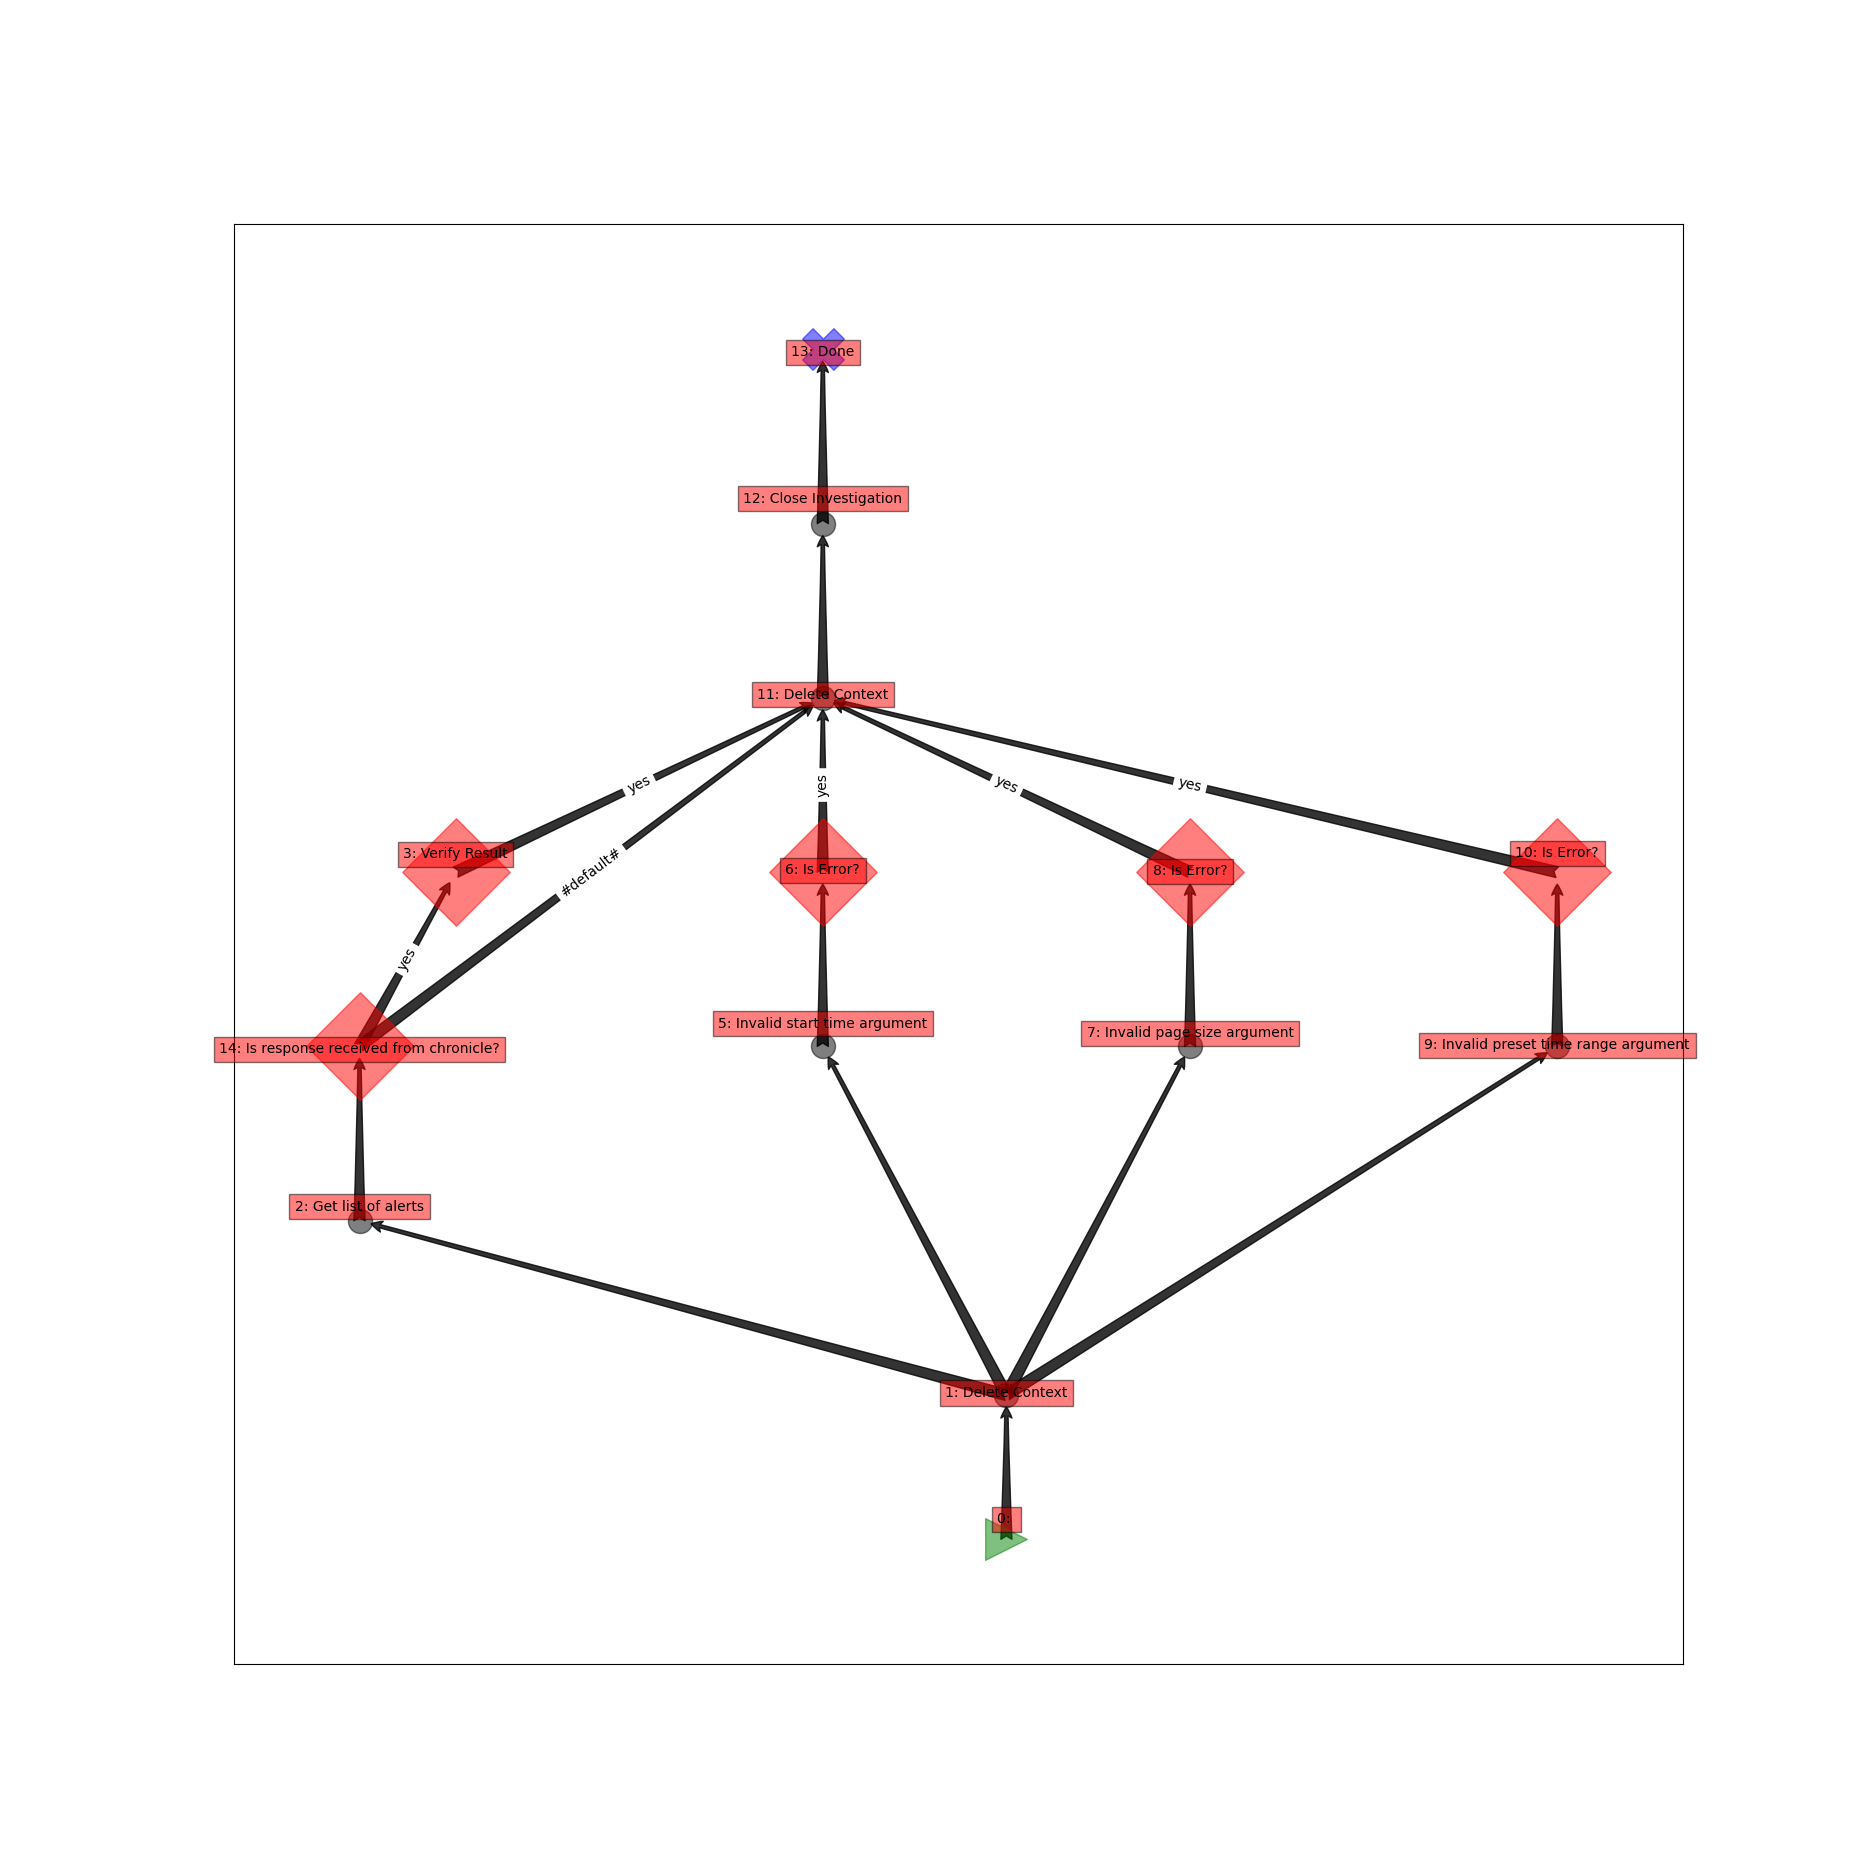 13: Done
12: Close Investigation
11: Delete Context
yes
yes
yes
yes
3: Verify Result
#default#
6: Is Error?
8: Is Error?
10: Is Error?
yes
14: Is response received from chronicle?
5: Invalid start time argument
7: Invalid page size argument
9: Invalid preset time range argument
2: Get list of alerts
1: Delete Context
0: